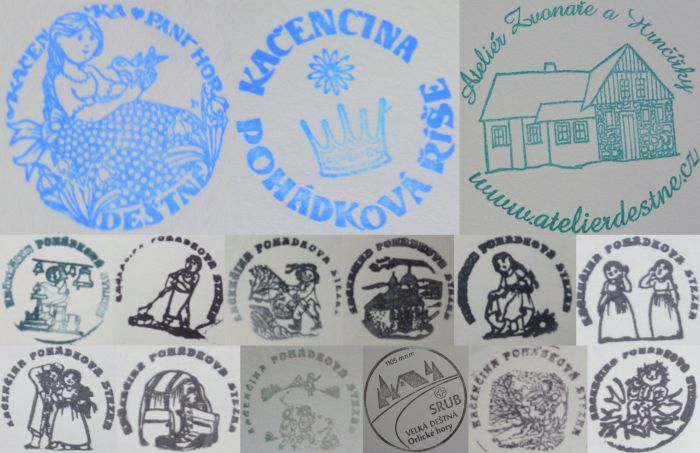 KAČENKA ♥ PANÍ HOR
DEŠTNÉ
KAČENČINA
POHÁDKOVÁ ŘÍŠE
Ateliér Zvonaře a Hrnčířky
www.atelierdestne.cz
KAČENČINA POHÁDKOVÁ STEZKA
KAČENČINA POHÁDKOVÁ STEZKA
KAČENČINA POHÁDKOVÁ STEZKA
KAČENČINA POHÁDKOVÁ STEZKA
KAČENČINA POHÁDKOVÁ STEZKA
KAČENČINA POHÁDKOVÁ STEZKA
KAČENČINA POHÁDKOVÁ STEZKA
KAČENČINA POHÁDKOVÁ STEZKA
KAČENČINA POHÁDKOVÁ STEZKA
1105 m.n.m
SRUB
VELKÁ DEŠTNÁ
Orlické hory
KAČENČINA POHÁDKOVÁ STEZKA
KAČENČINA POHÁDKOVÁ STEZKA